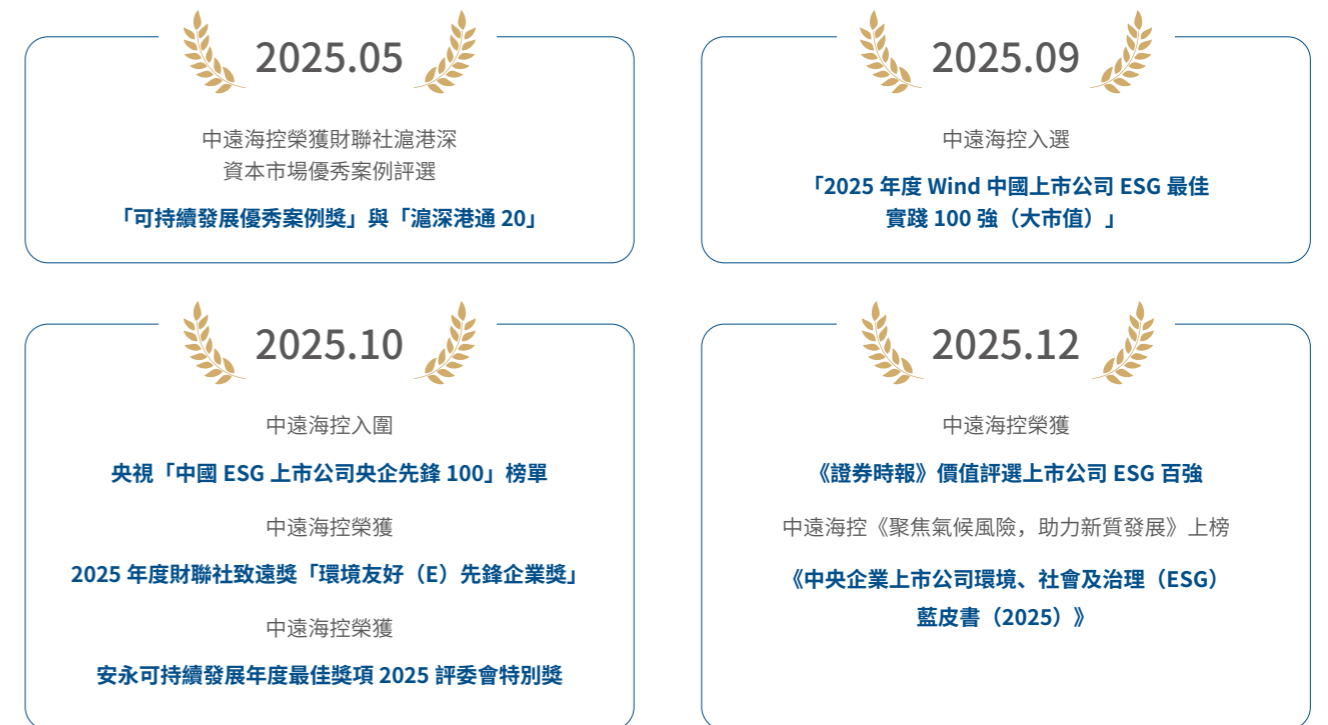 2025.05
中遠海控榮獲財聯社滬港深
資本市場優秀案例評選
「可持續發展優秀案例獎」與「滬深港通 20」
2025.09
中遠海控入選
「2025 年度 Wind 中國上市公司 ESG 最佳
實踐 100 強（大市值）」
2025.10
中遠海控入圍
央視「中國 ESG 上市公司央企先鋒 100」榜單
中遠海控榮獲
2025 年度財聯社致遠獎「環境友好（E）先鋒企業獎」
中遠海控榮獲
安永可持續發展年度最佳獎項 2025 評委會特別獎
2025.12
中遠海控榮獲
《證券時報》價值評選上市公司 ESG 百強
中遠海控《聚焦氣候風險，助力新質發展》上榜
《中央企業上市公司環境、社會及治理（ESG）
藍皮書（2025）》